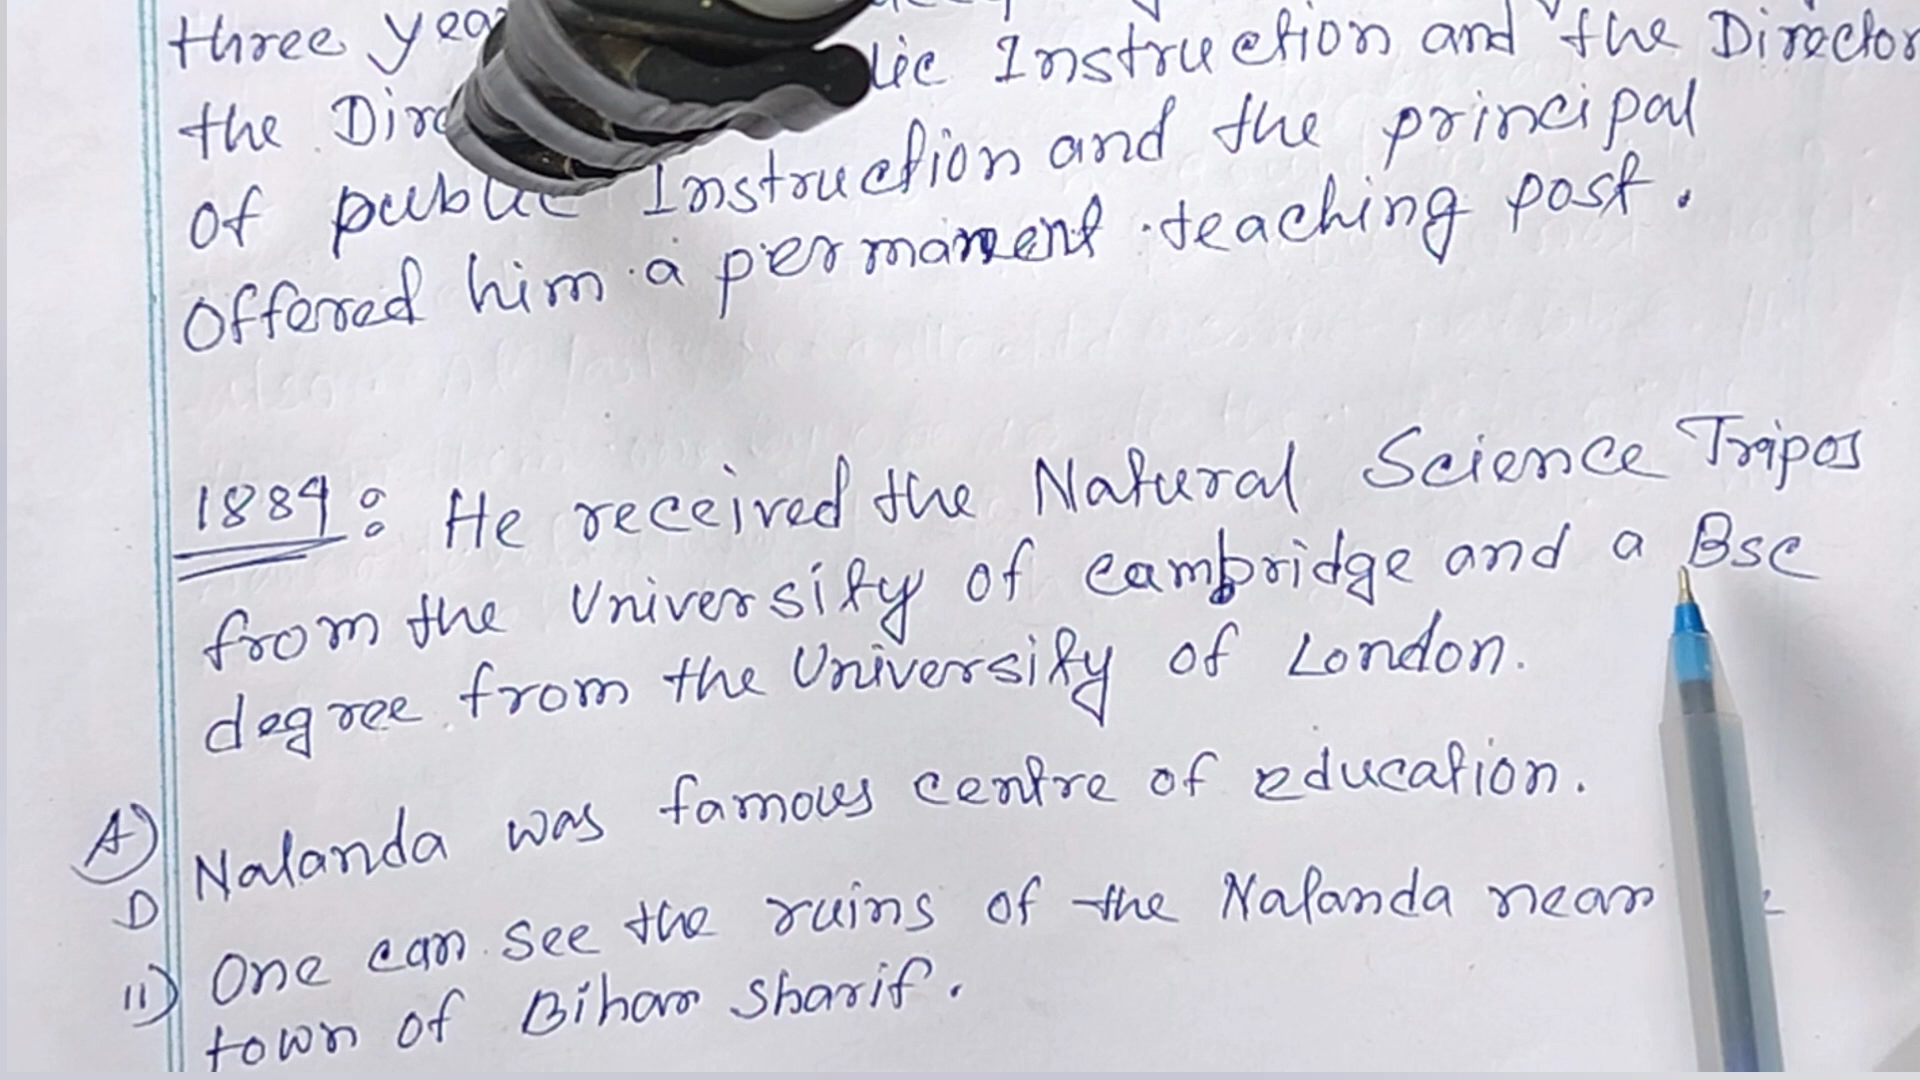 three yea lic Instruction and the Director
the Dire Instruction and the principal
of public
offered him a permanent teaching post.
1884: He received the Natural Science Tripos
from the University of Cambridge and a Bsc
degree from the University of London.
A) Nalanda was famous centre of education.
D
II) One can see the ruins of the Nalanda near
town of Bihar Sharif.